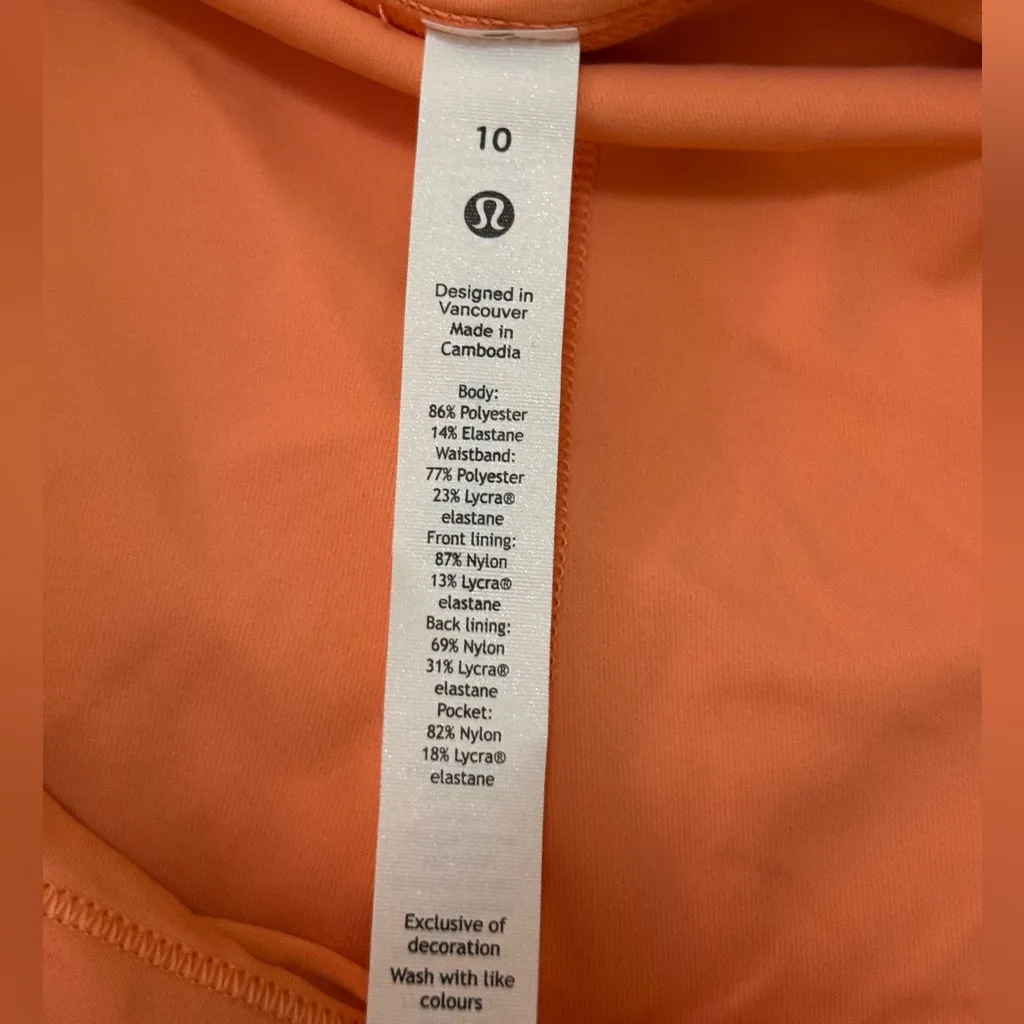 10
Designed in
Vancouver
Made in
Cambodia
Body:
86% Polyester
14% Elastane
Waistband:
77% Polyester
23% Lycra®
elastane
Front lining:
87% Nylon
13% Lycra®
elastane
Back lining:
69% Nylon
31% Lycra®
elastane
Pocket:
82% Nylon
18% Lycra®
elastane
Exclusive of
decoration
Wash with like
colours